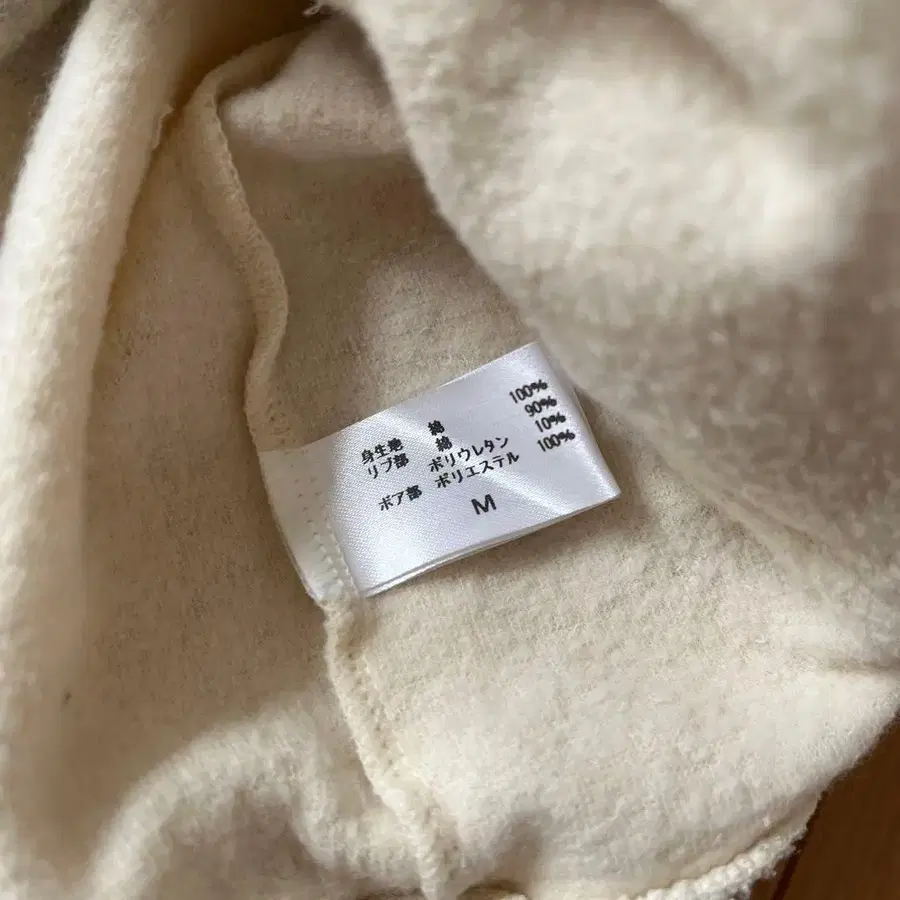 身生地 綿 100%
リブ部 綿 90%
ポリウレタン 10%
ボア部 ポリエステル 100%
M